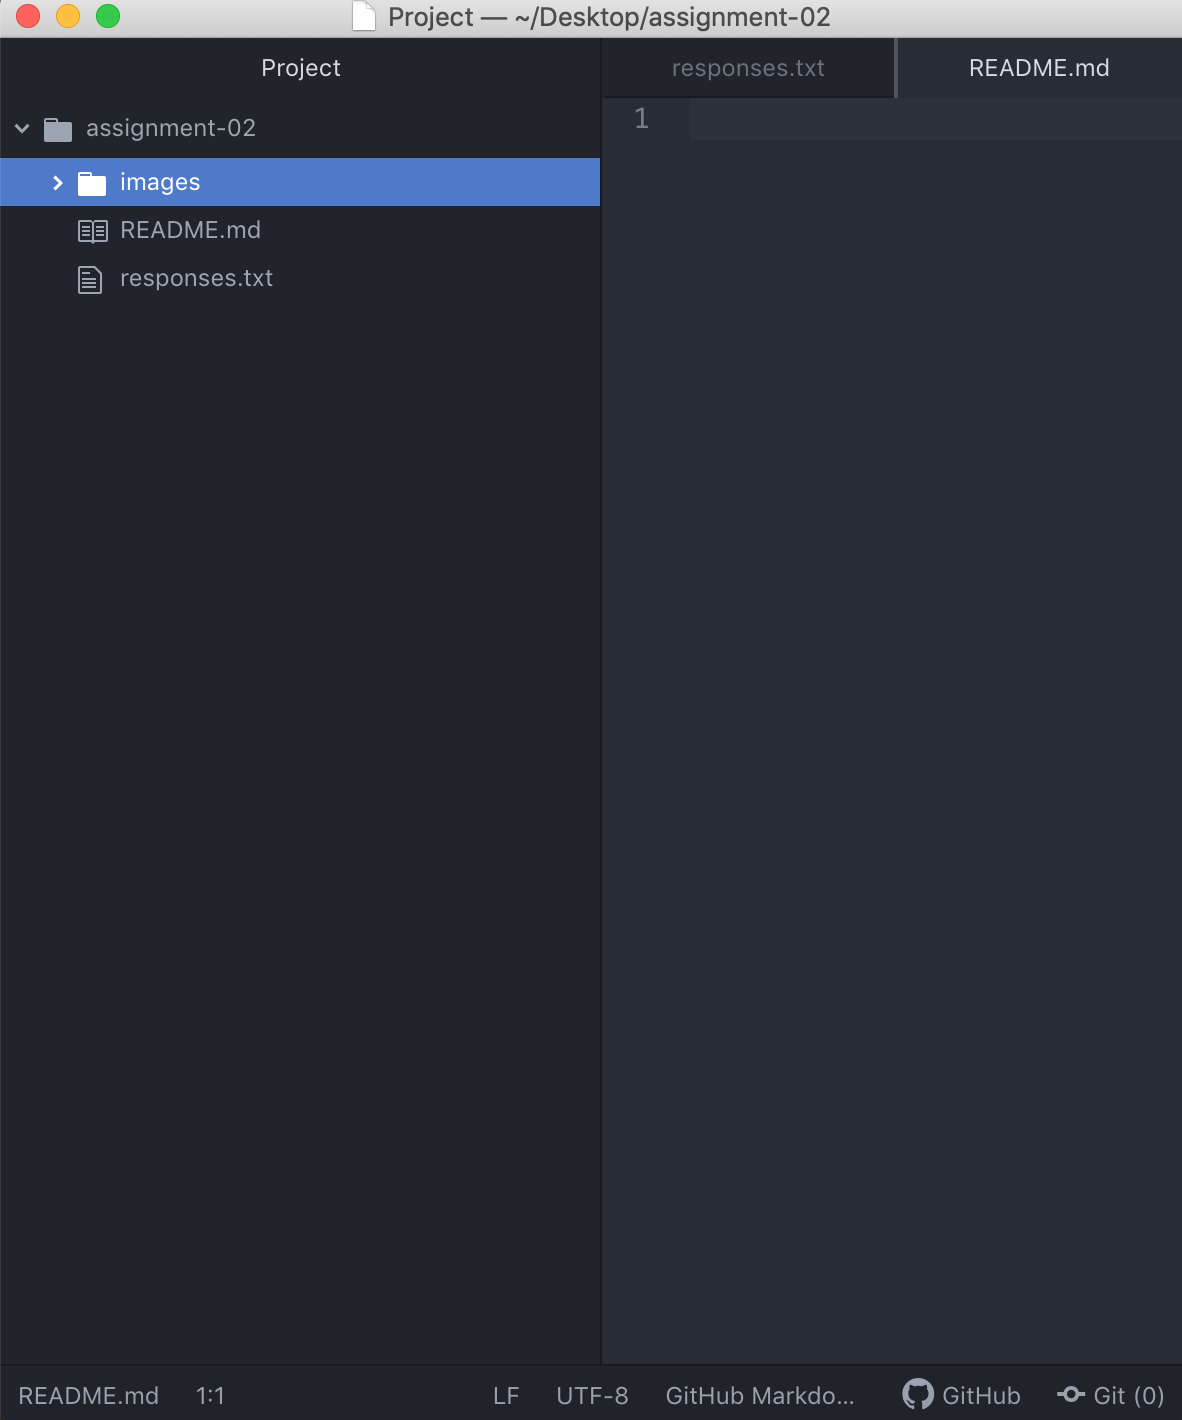 Project — ~/Desktop/assignment-02
Project
responses.txt
README.md
assignment-02
images
README.md
responses.txt
1
README.md 1:1 LF UTF-8 GitHub Markdo... GitHub Git (0)